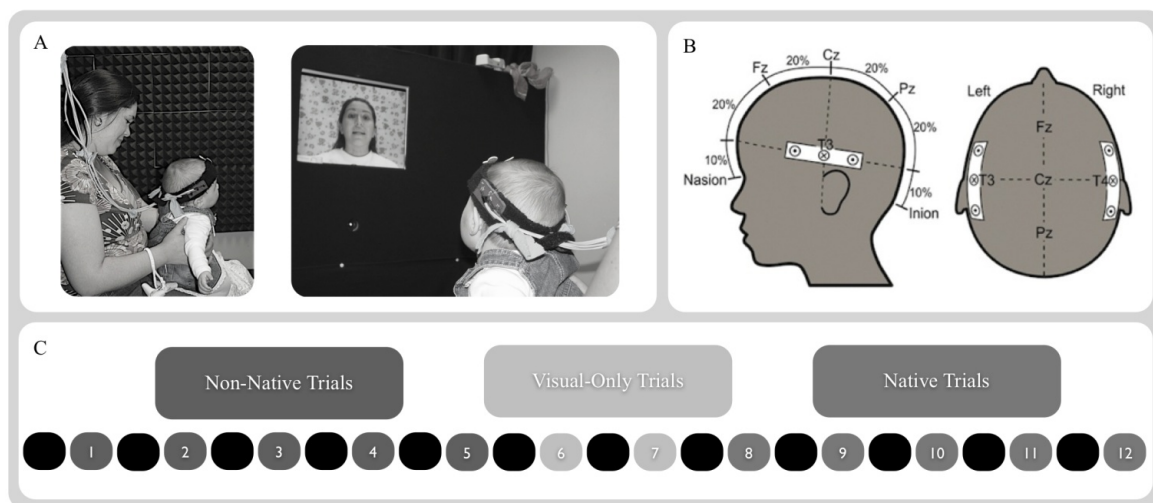 A
B
Cz
20%
20%
Fz
Pz
20%
20%
T3
10%
Nasion
10%
Inion
Left
Right
Fz
T3
Cz
T4
Pz
C
Non-Native Trials
Visual-Only Trials
Native Trials
1 2 3 4 5 6 7 8 9 10 11 12